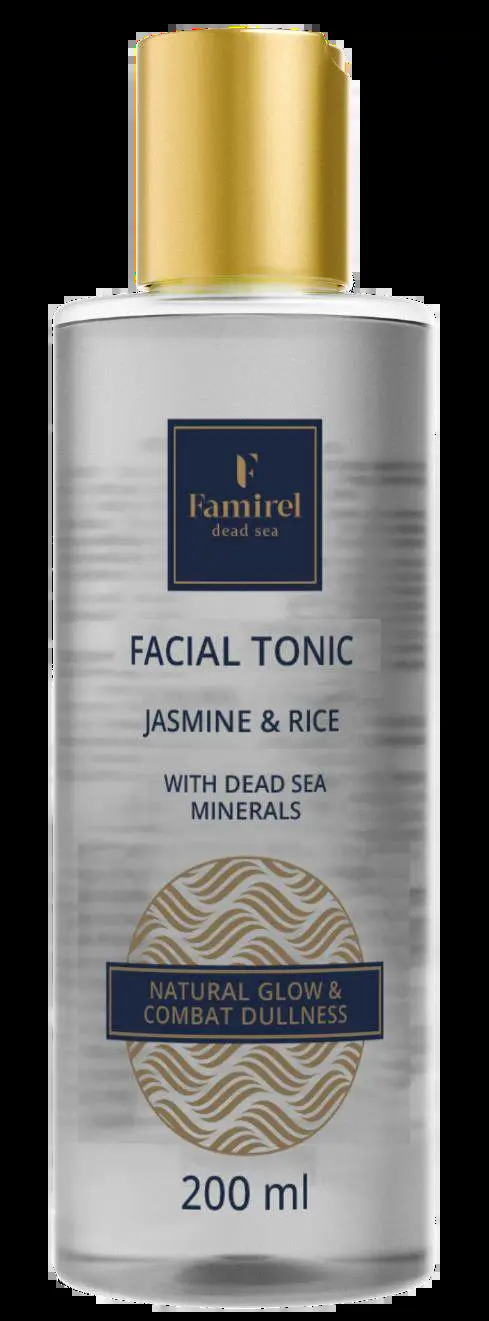 F
Famirel
dead sea
FACIAL TONIC
JASMINE & RICE
WITH DEAD SEA
MINERALS
NATURAL GLOW &
COMBAT DULLNESS
200 ml